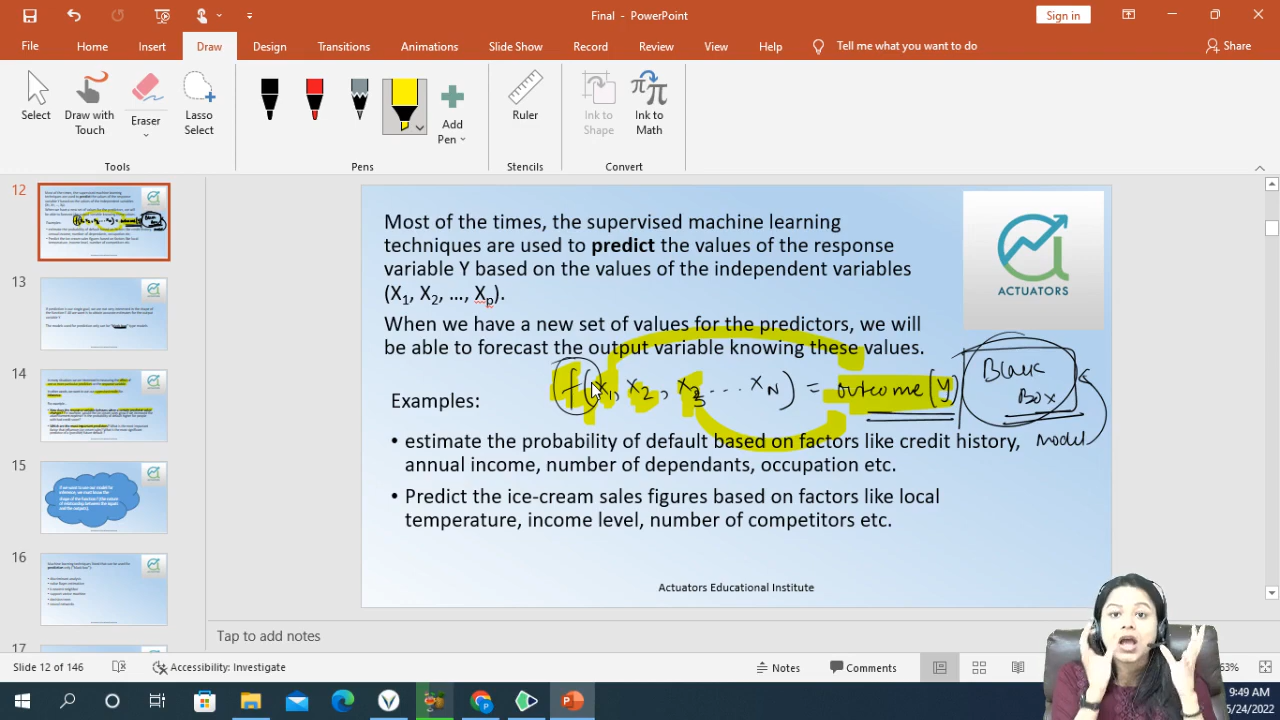 Final - PowerPoint
Sign in
File Home Insert Draw Design Transitions Animations Slide Show Record Review View Help Tell me what you want to do Share
Select
Draw with
Touch
Eraser
Lasso
Select
Add
Pen
Ruler
Ink to
Shape
Ink to
Math
Tools Pens Stencils Convert
12
13
14
15
16
17
Most of the times, the supervised machine learning
techniques are used to predict the values of the response
variable Y based on the values of the independent variables
(X1, X2, ..., Xp).
When we have a new set of values for the predictors, we will
be able to forecast the output variable knowing these values.
ACTUATORS
f(x1, x2, x3 ... x) = outcome (y)
Black
Box
model
Examples:
• estimate the probability of default based on factors like credit history,
annual income, number of dependants, occupation etc.
• Predict the ice-cream sales figures based on factors like local
temperature, income level, number of competitors etc.
Actuators Educational Institute
Tap to add notes
Slide 12 of 146 Accessibility: Investigate Notes Comments 63%
9:49 AM
6/24/2022